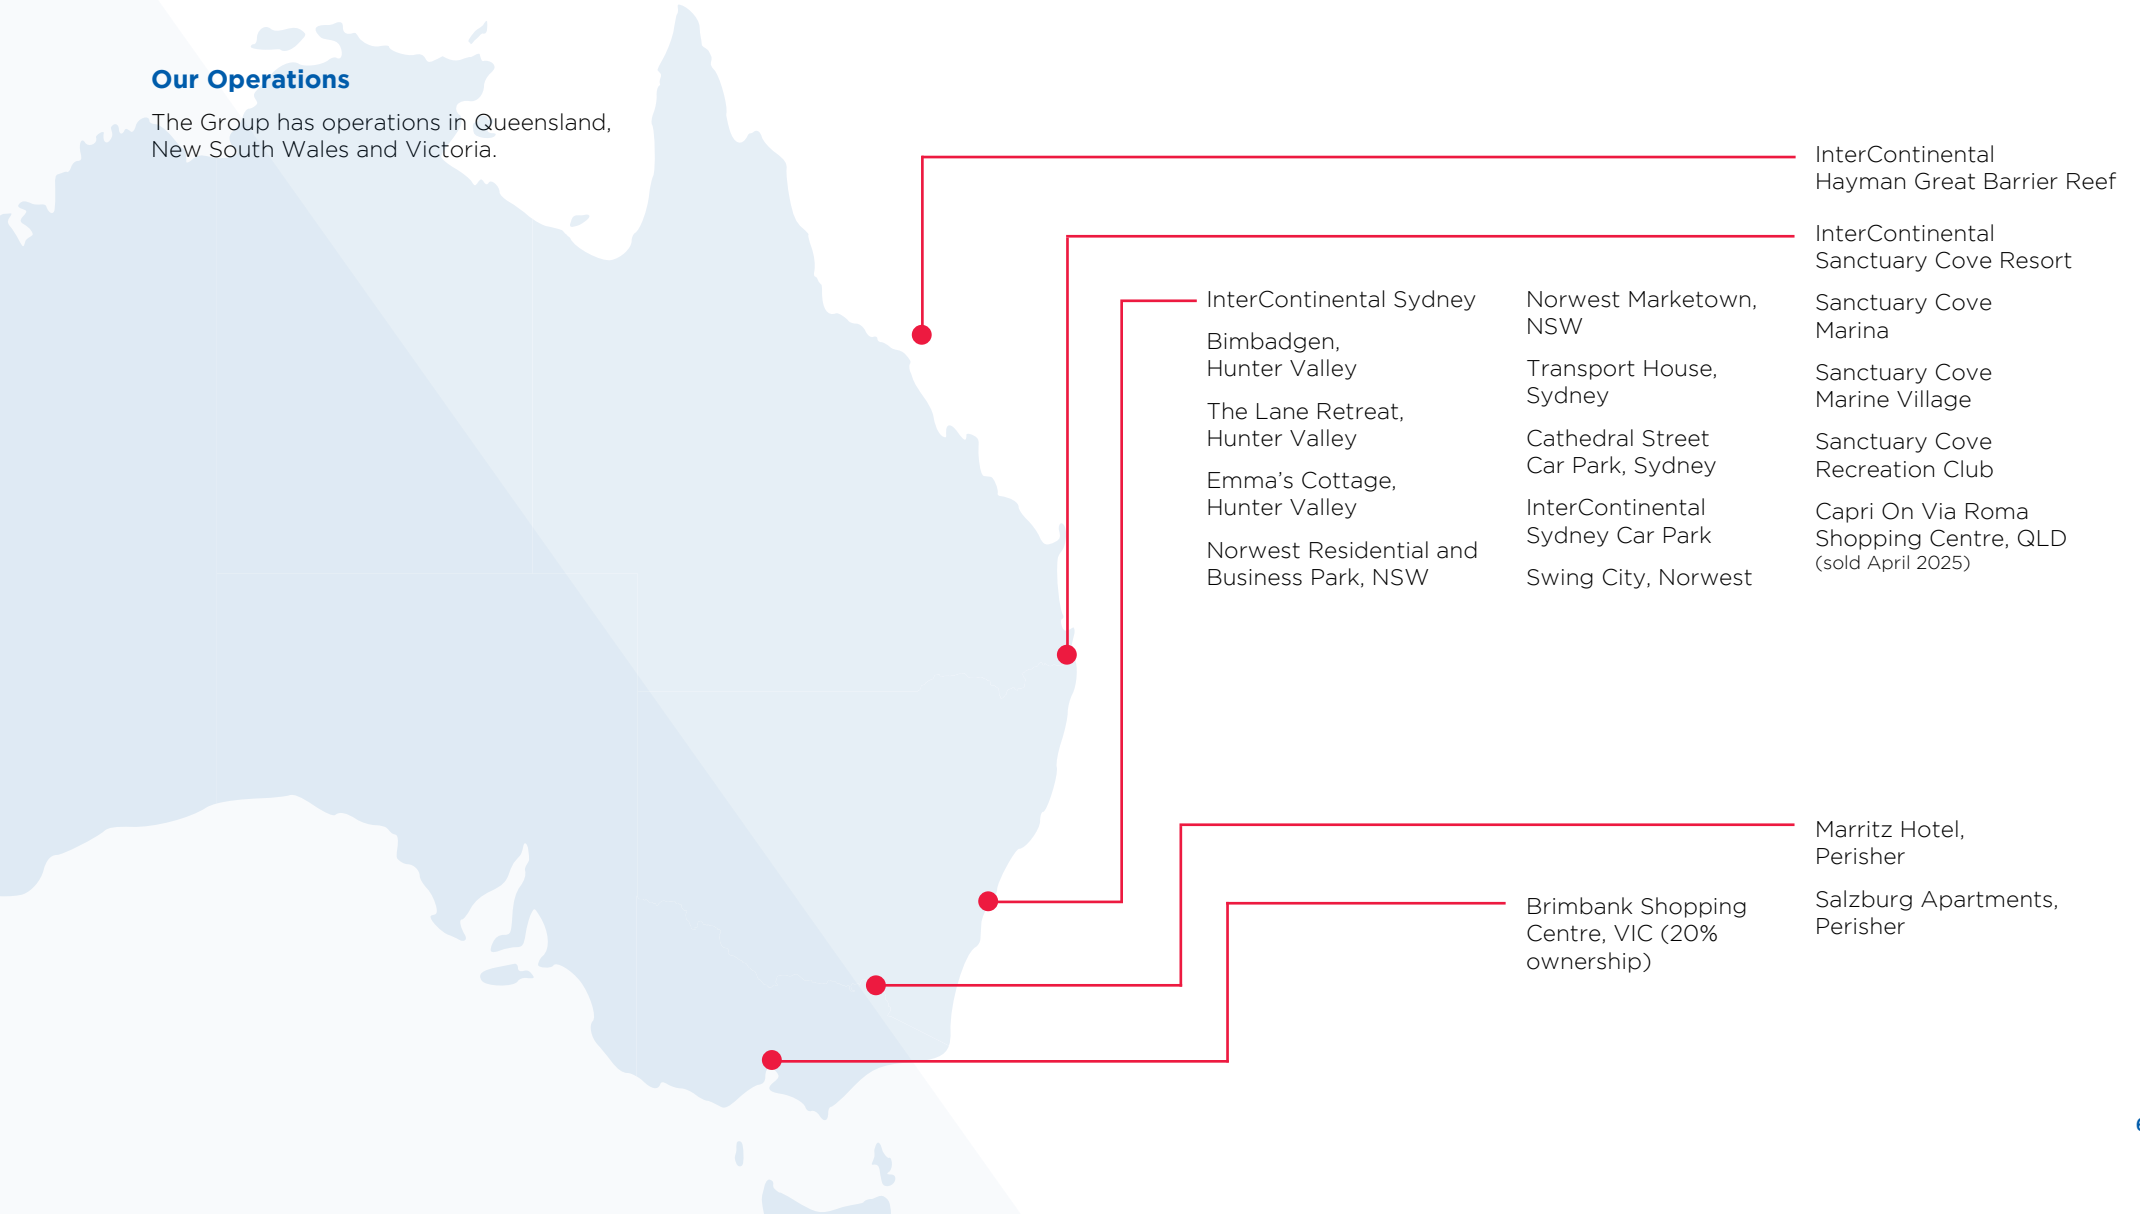 Our Operations
The Group has operations in Queensland,
New South Wales and Victoria.
InterContinental
Hayman Great Barrier Reef
InterContinental
Sanctuary Cove Resort
Sanctuary Cove
Marina
Sanctuary Cove
Marine Village
Sanctuary Cove
Recreation Club
Capri On Via Roma
Shopping Centre, QLD
(sold April 2025)
InterContinental Sydney
Bimbadgen,
Hunter Valley
The Lane Retreat,
Hunter Valley
Emma’s Cottage,
Hunter Valley
Norwest Residential and
Business Park, NSW
Norwest Marketown,
NSW
Transport House,
Sydney
Cathedral Street
Car Park, Sydney
InterContinental
Sydney Car Park
Swing City, Norwest
Marritz Hotel,
Perisher
Salzburg Apartments,
Perisher
Brimbank Shopping
Centre, VIC (20%
ownership)